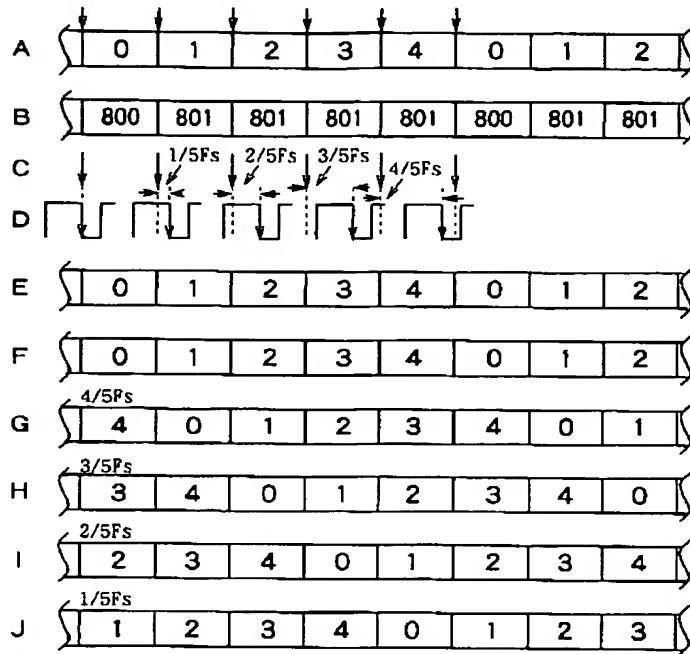 A 0 1 2 3 4 0 1 2
B 800 801 801 801 801 800 801 801
C 1/5Fs 2/5Fs 3/5Fs 4/5Fs
D
E 0 1 2 3 4 0 1 2
F 0 1 2 3 4 0 1 2
4/5Fs
G 4 0 1 2 3 4 0 1
3/5Fs
H 3 4 0 1 2 3 4 0
2/5Fs
I 2 3 4 0 1 2 3 4
1/5Fs
J 1 2 3 4 0 1 2 3